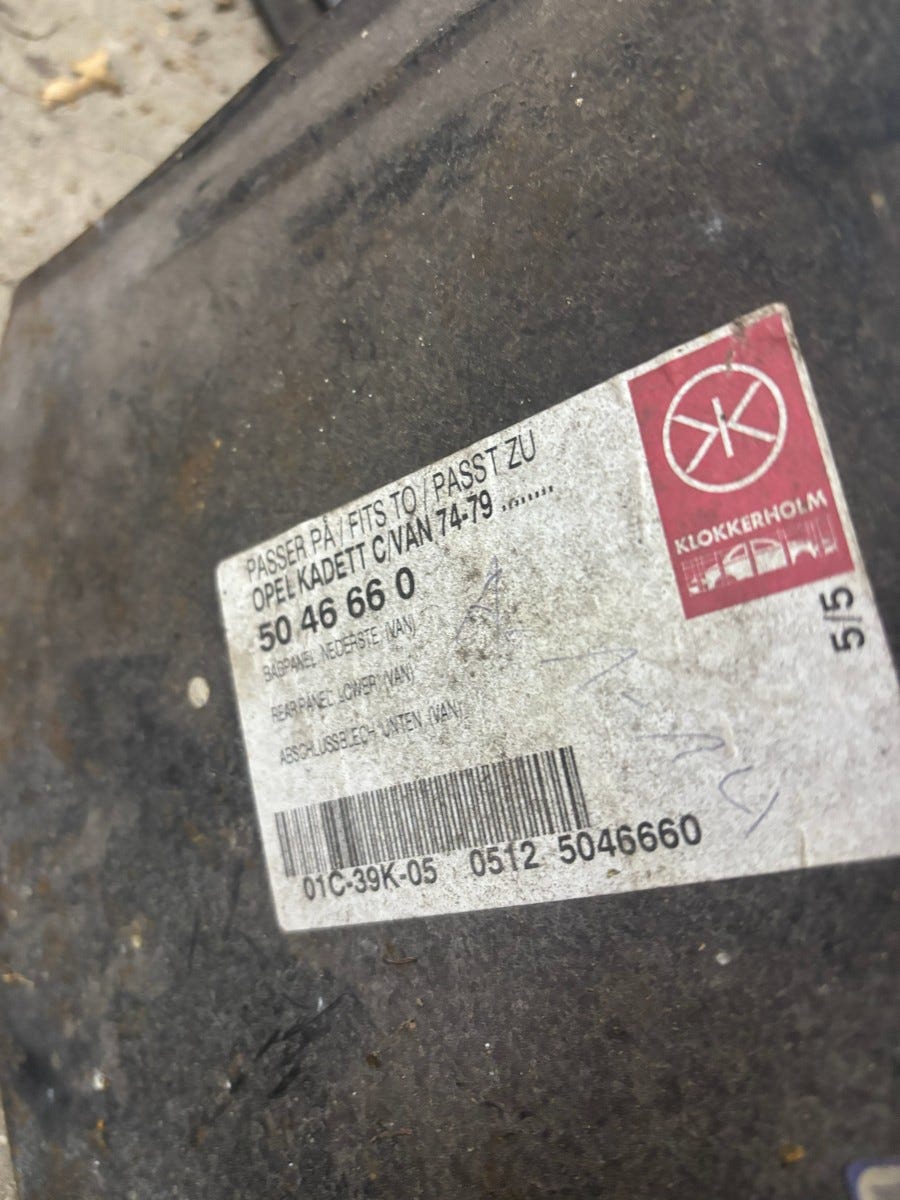 PASSER PÅ / FITS TO / PASST ZU
OPEL KADETT C/VAN 74-79 ........
50 46 66 0
BAGPANEL NEDERSTE (VAN)
REAR PANEL LOWER (VAN)
ABSCHLUSSBLECH UNTEN (VAN)
01C-39K-05 0512 5046660
K
KLOKKERHOLM
5/5